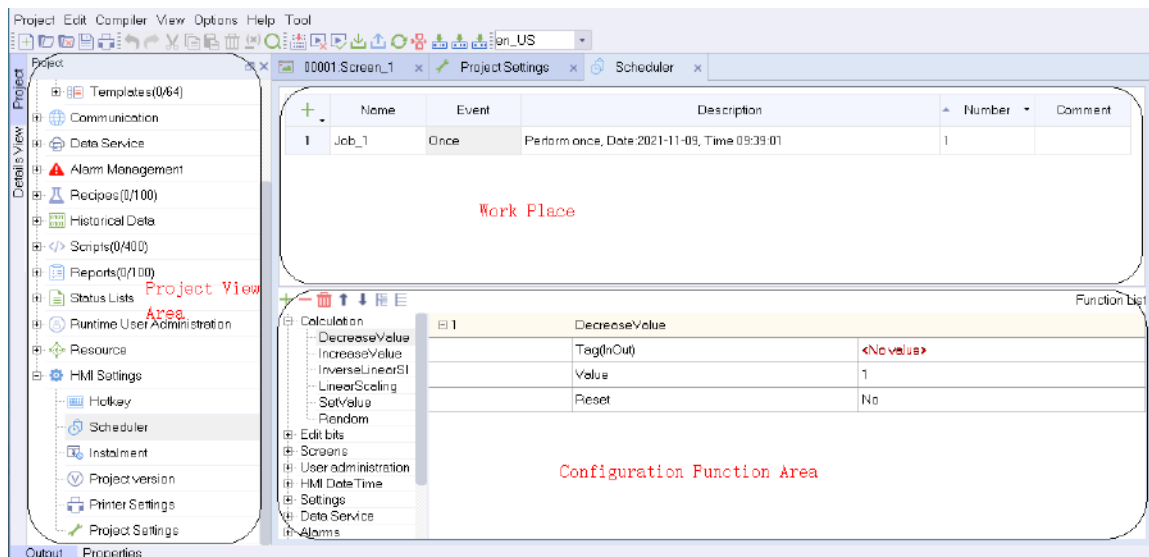 Project Edit Compiler View Options Help Tool
en_US
Project
Details View
Project
Templates(0/64)
Communication
Data Service
Alarm Management
Recipes(0/100)
Historical Data
Scripts(0/400)
Reports(0/100)
Status Lists
Runtime User Administration
Resource
HMI Settings
Hotkey
Scheduler
Instalment
Project version
Printer Settings
Project Settings
Project View
Area
00001:Screen_1 × Project Settings × Scheduler ×
Name Event Description Number Comment
1 Job_1 Once Perform once, Date:2021-11-09, Time 09:39:01 1
Work Place
Function List
Calculation
DecreaseValue
IncreaseValue
InverseLinearSl
LinearScaling
SetValue
Random
Edit bits
Screens
User administration
HMI DateTime
Settings
Data Service
Alarms
1 DecreaseValue
Tag(InOut) <No value>
Value 1
Reset No
Configuration Function Area
Output Properties